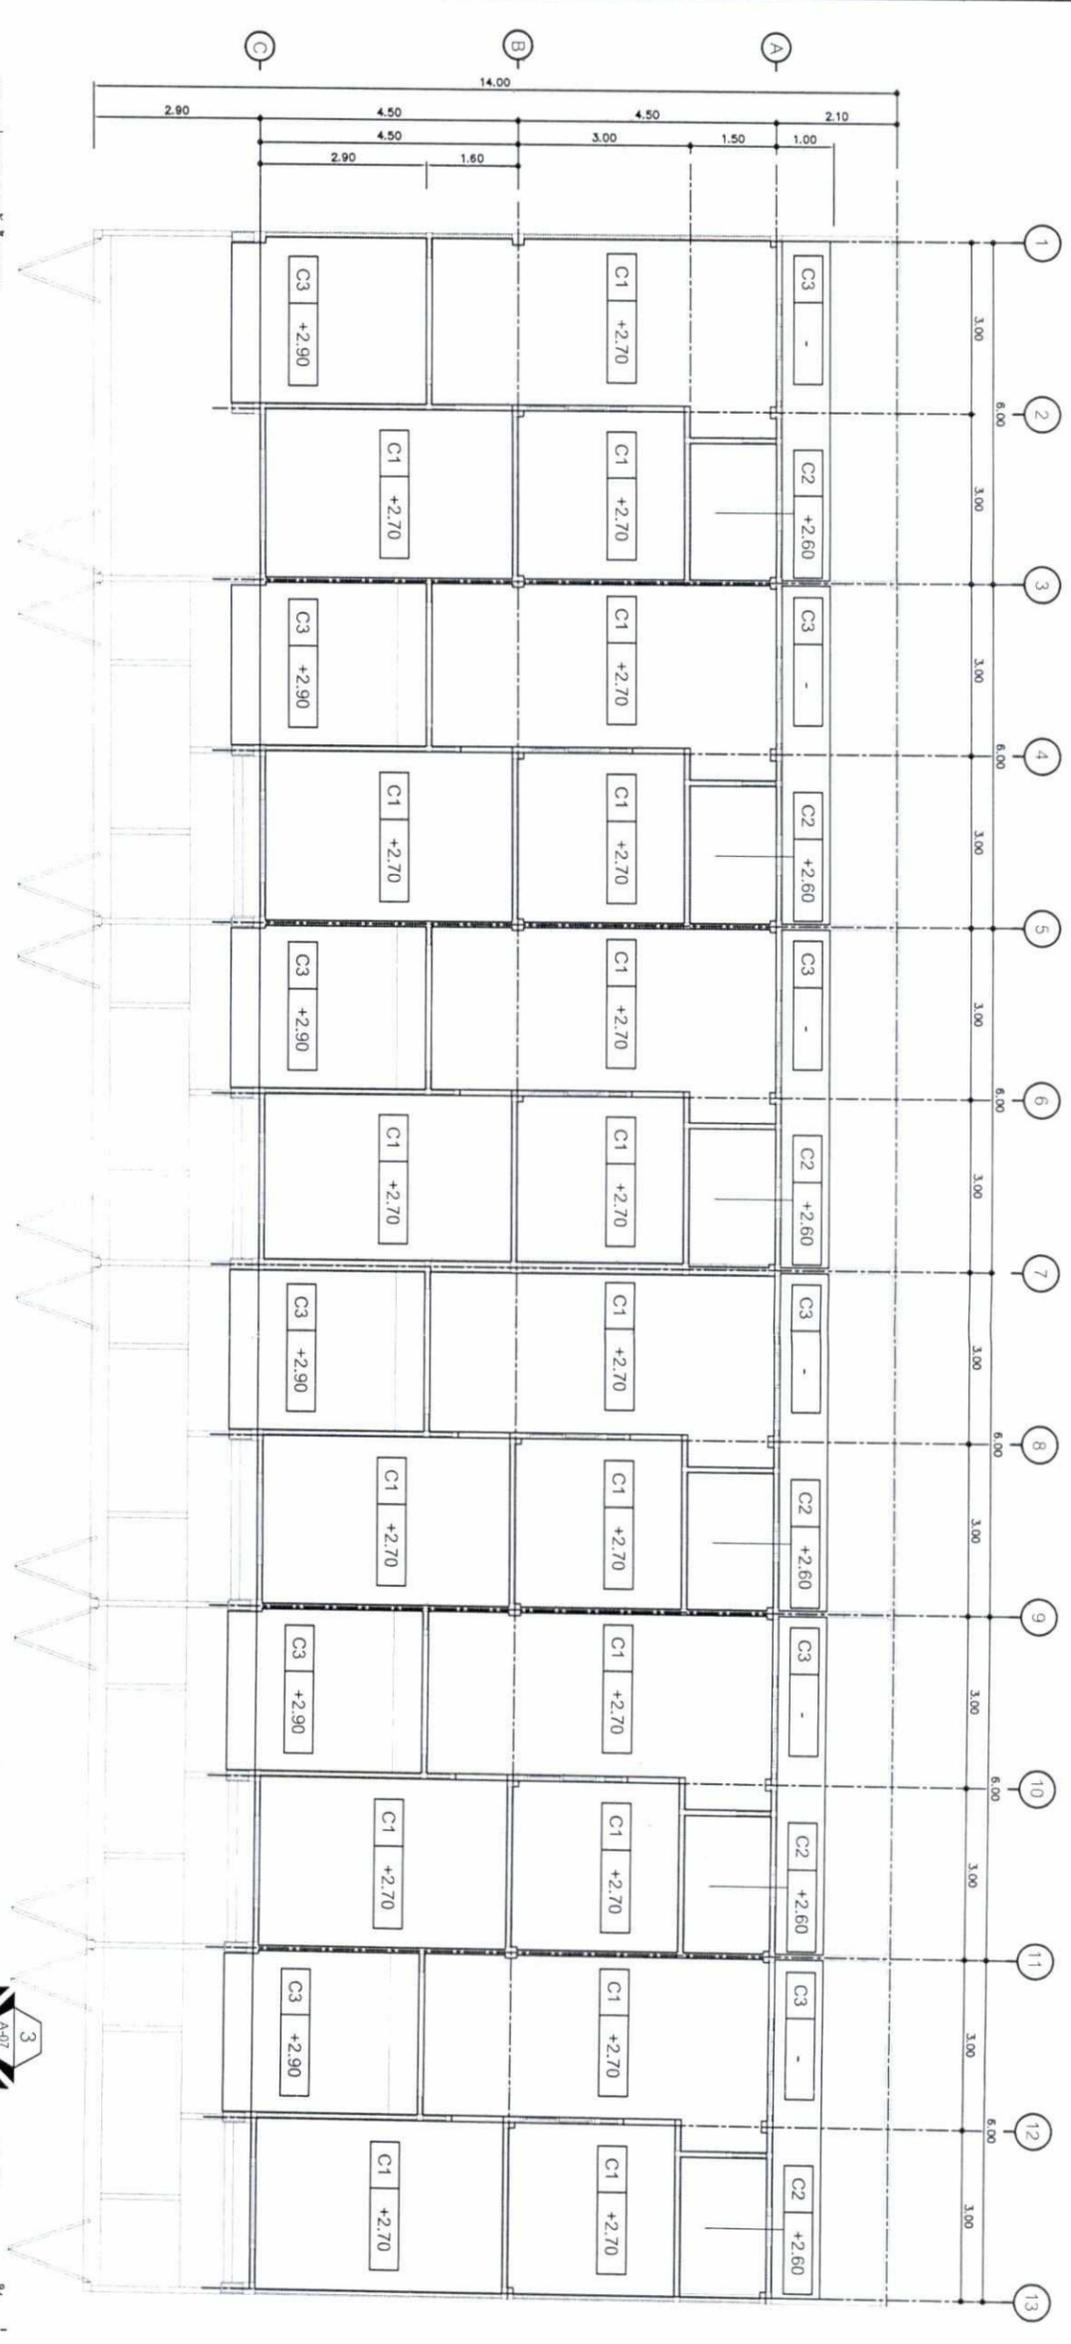 C
B
A
14.00
2.90
4.50
4.50
2.10
4.50
3.00
1.50
1.00
2.90
1.60
1
2
3
4
5
6
7
8
9
10
11
12
13
3.00
3.00
3.00
3.00
3.00
3.00
3.00
3.00
3.00
3.00
3.00
3.00
6.00
6.00
6.00
6.00
6.00
6.00
C3 +2.90
C1 +2.70
C3 -
C1 +2.70
C1 +2.70
C2 +2.60
C3 +2.90
C1 +2.70
C3 -
C1 +2.70
C1 +2.70
C2 +2.60
C3 +2.90
C1 +2.70
C3 -
C1 +2.70
C1 +2.70
C2 +2.60
C3 +2.90
C1 +2.70
C3 -
C1 +2.70
C1 +2.70
C2 +2.60
C3 +2.90
C1 +2.70
C3 -
C1 +2.70
C1 +2.70
C2 +2.60
C3 +2.90
C1 +2.70
C3 -
C1 +2.70
C1 +2.70
C2 +2.60
3
A-07